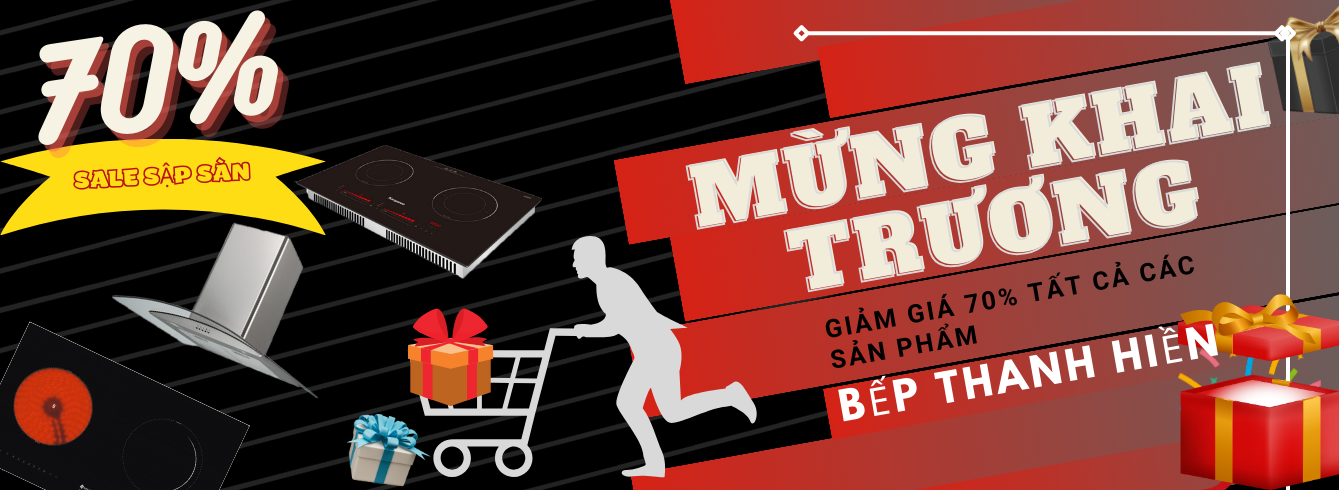 70%
SALE SẬP SÀN
MỪNG KHAI
TRƯƠNG
GIẢM GIÁ 70% TẤT CẢ CÁC
SẢN PHẨM
BẾP THANH HIỀN